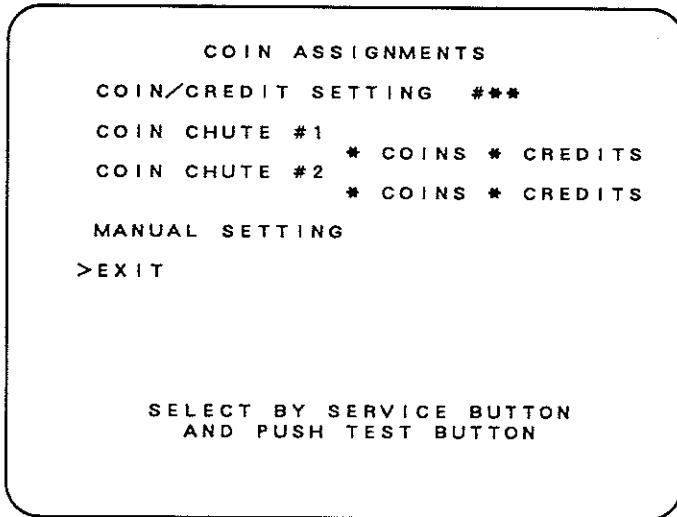 COIN ASSIGNMENTS
COIN/CREDIT SETTING #**
COIN CHUTE #1
* COINS * CREDITS
COIN CHUTE #2
* COINS * CREDITS
MANUAL SETTING
>EXIT
SELECT BY SERVICE BUTTON
AND PUSH TEST BUTTON